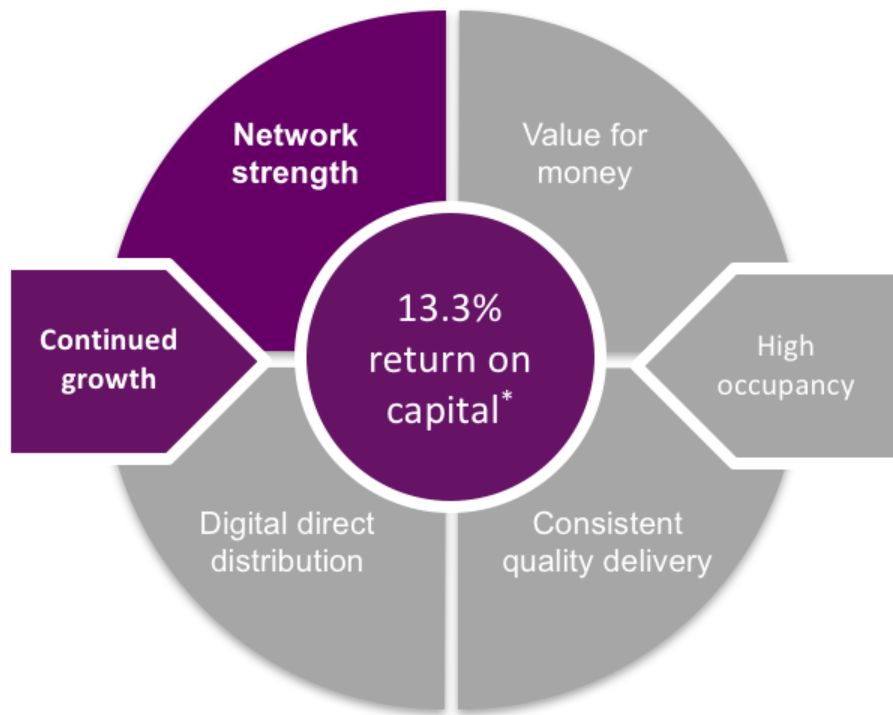 Network
strength
Value for
money
13.3%
return on
capital*
Continued
growth
High
occupancy
Digital direct
distribution
Consistent
quality delivery